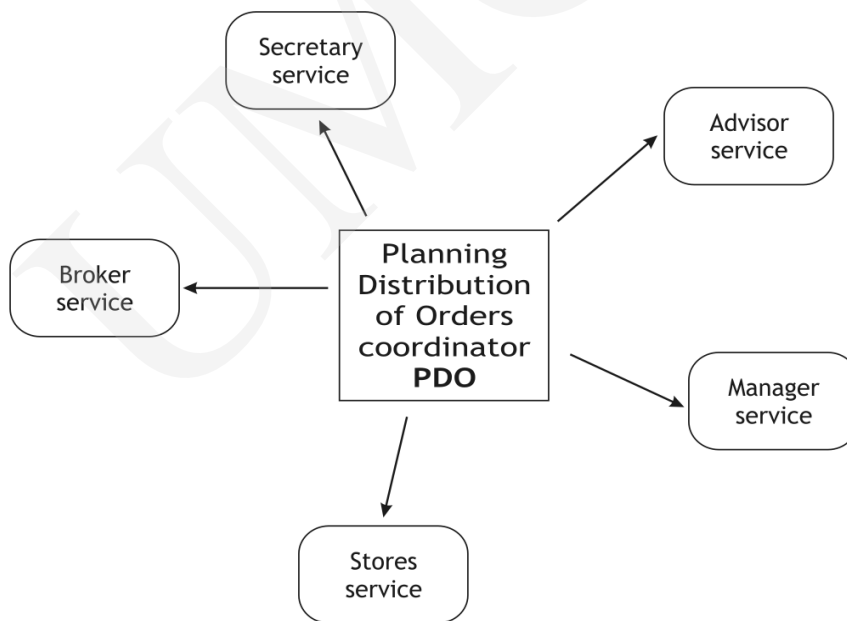 Secretary
service
Advisor
service
Planning
Distribution
of Orders
coordinator
PDO
Broker
service
Manager
service
Stores
service